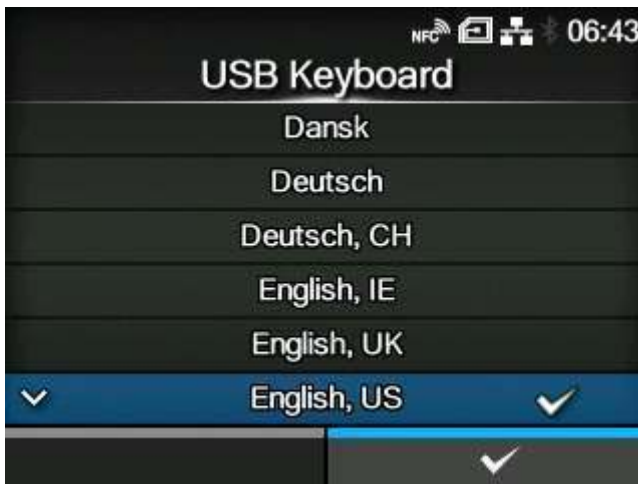 NFC 06:43
USB Keyboard
Dansk
Deutsch
Deutsch, CH
English, IE
English, UK
English, US